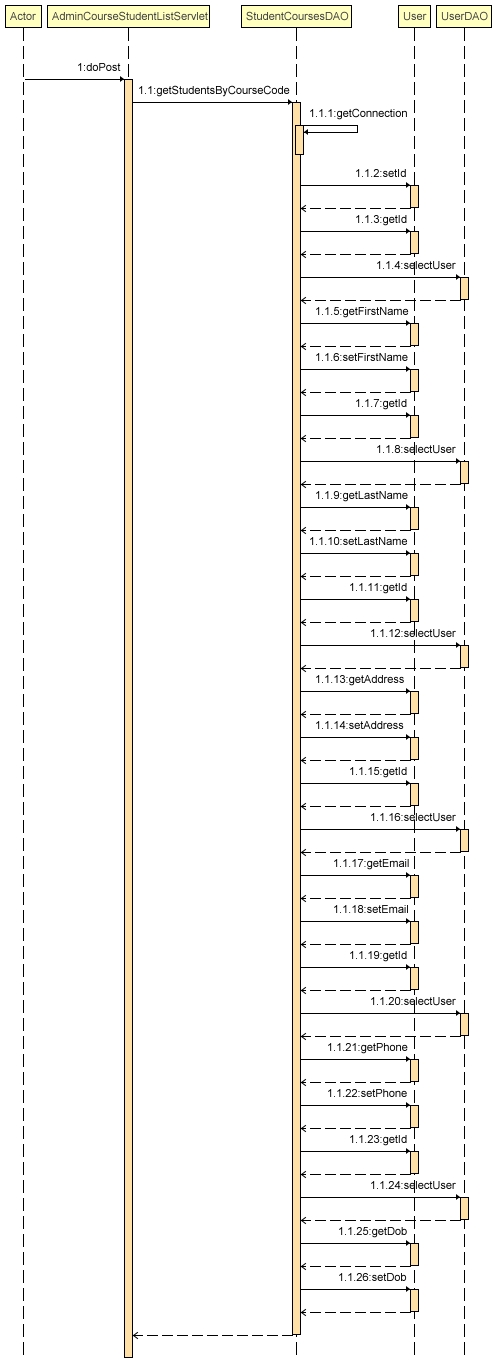 Actor AdminCourseStudentListServlet StudentCoursesDAO User UserDAO
1:doPost
1.1:getStudentsByCourseCode
1.1.1:getConnection
1.1.2:setId
1.1.3:getId
1.1.4:selectUser
1.1.5:getFirstName
1.1.6:setFirstName
1.1.7:getId
1.1.8:selectUser
1.1.9:getLastName
1.1.10:setLastName
1.1.11:getId
1.1.12:selectUser
1.1.13:getAddress
1.1.14:setAddress
1.1.15:getId
1.1.16:selectUser
1.1.17:getEmail
1.1.18:setEmail
1.1.19:getId
1.1.20:selectUser
1.1.21:getPhone
1.1.22:setPhone
1.1.23:getId
1.1.24:selectUser
1.1.25:getDob
1.1.26:setDob